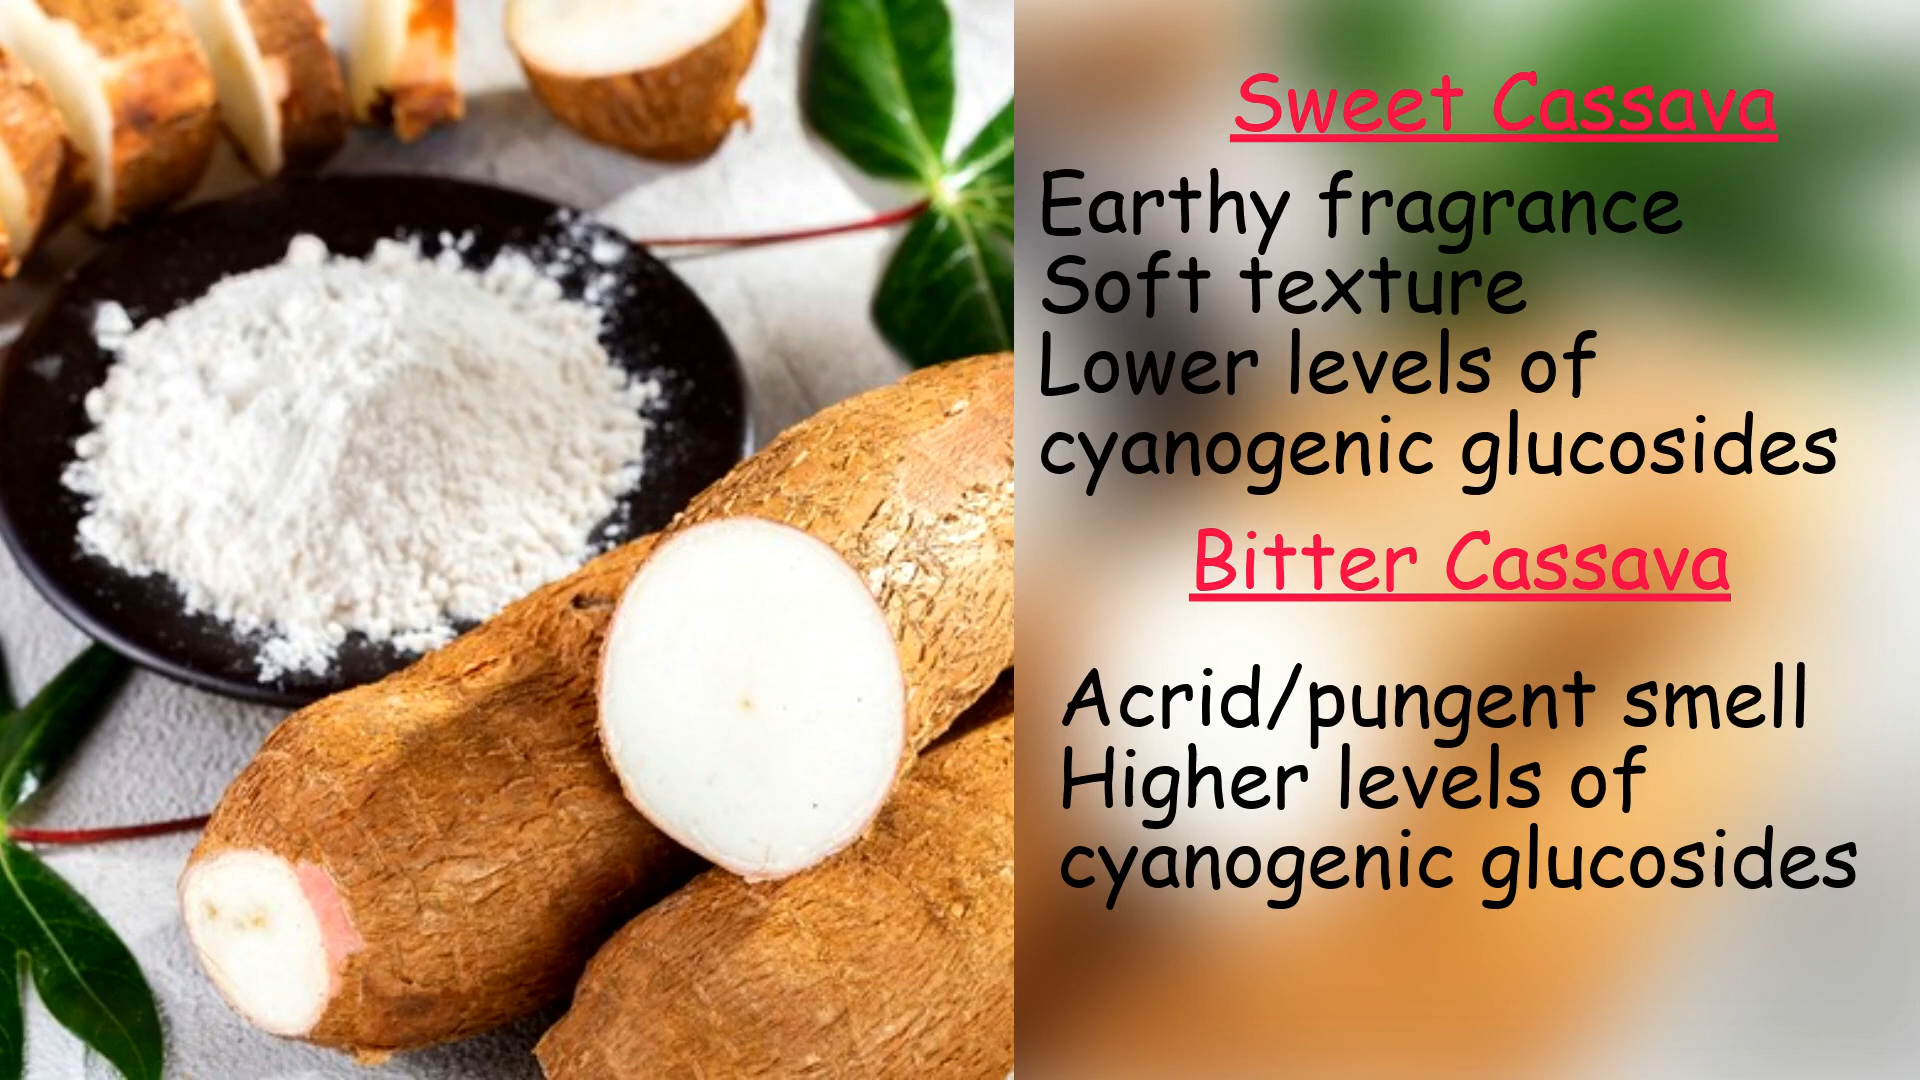 Sweet Cassava
Earthy fragrance
Soft texture
Lower levels of
cyanogenic glucosides
Bitter Cassava
Acrid/pungent smell
Higher levels of
cyanogenic glucosides